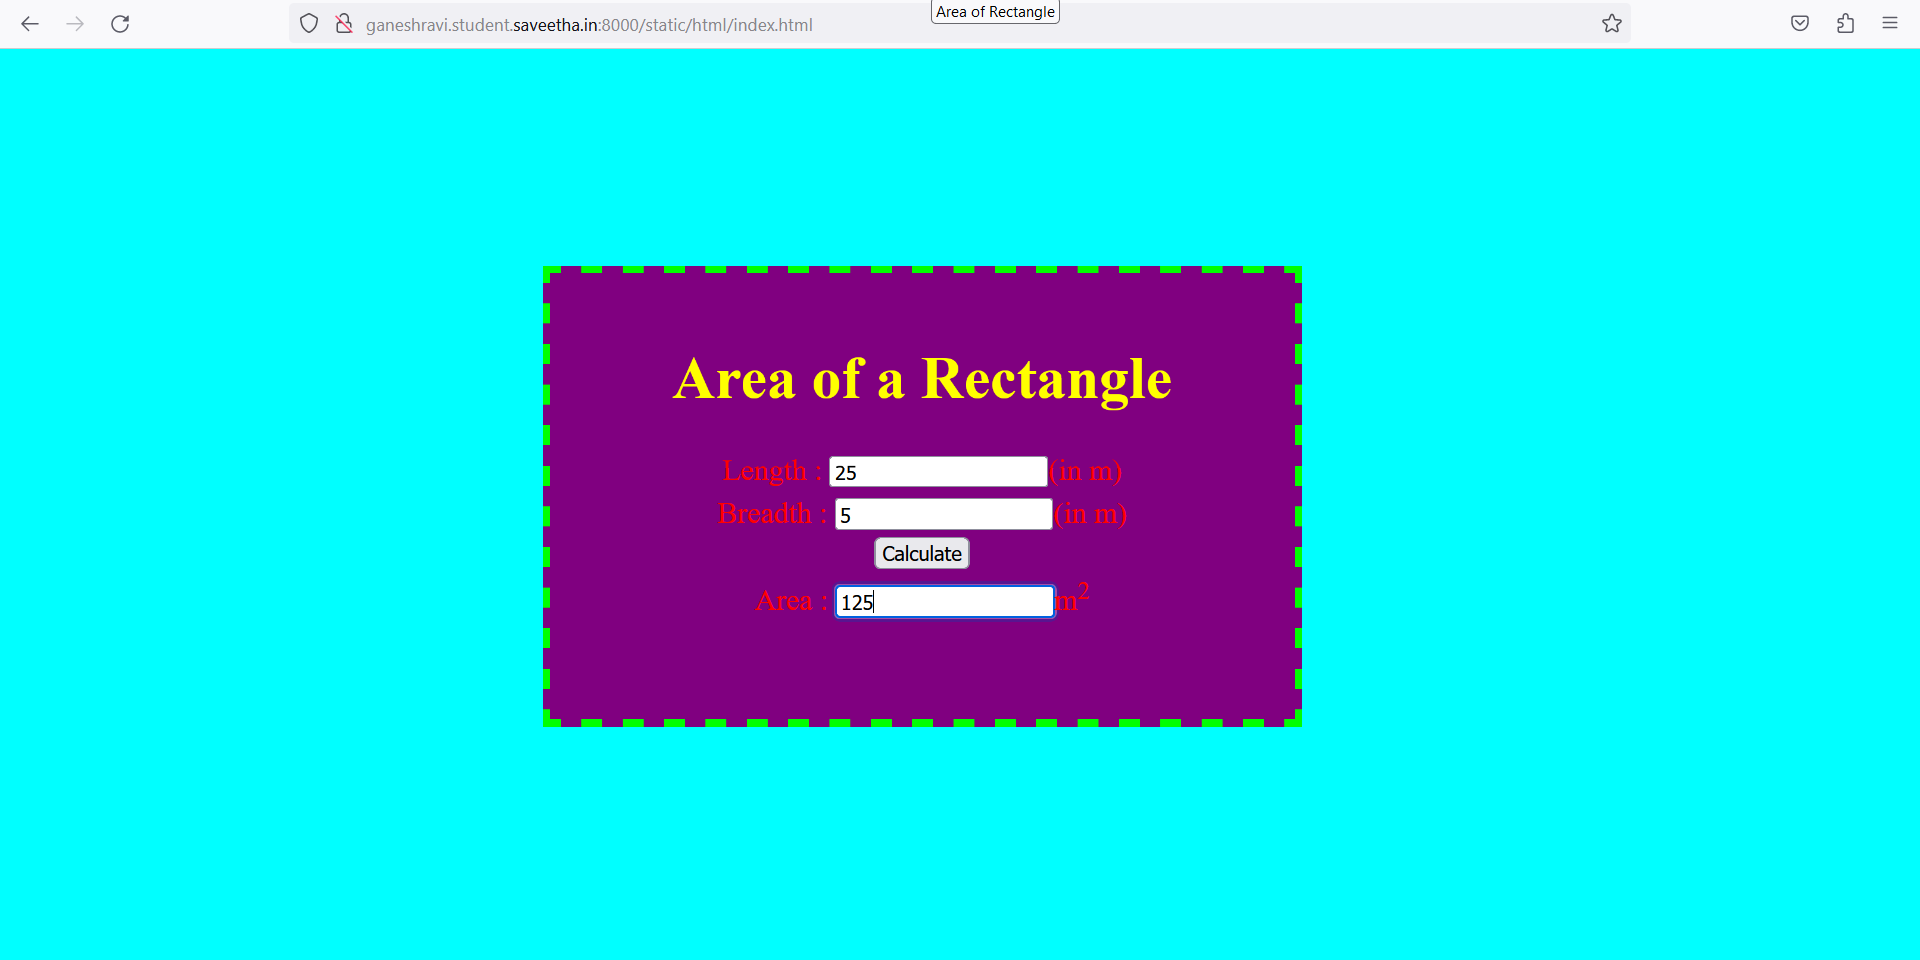 Area of Rectangle
ganeshravi.student.saveetha.in:8000/static/html/index.html
Area of a Rectangle
Length : 25 (in m)
Breadth : 5 (in m)
Calculate
Area : 125 m²